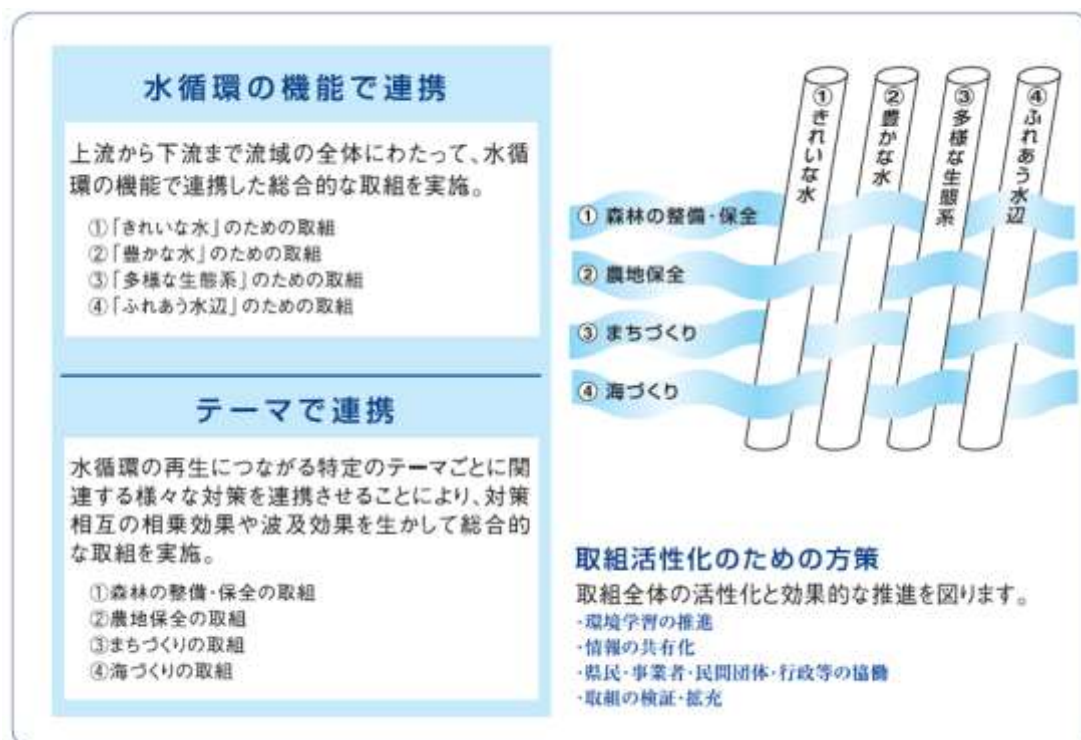 水循環の機能で連携
上流から下流まで流域の全体にわたって、水循
環の機能で連携した総合的な取組を実施。
①「きれいな水」のための取組
②「豊かな水」のための取組
③「多様な生態系」のための取組
④「ふれあう水辺」のための取組
テーマで連携
水循環の再生につながる特定のテーマごとに関
連する様々な対策を連携させることにより、対策
相互の相乗効果や波及効果を生かして総合的
な取組を実施。
①森林の整備・保全の取組
②農地保全の取組
③まちづくりの取組
④海づくりの取組
①きれいな水
②豊かな水
③多様な生態系
④ふれあう水辺
① 森林の整備・保全
② 農地保全
③ まちづくり
④ 海づくり
取組活性化のための方策
取組全体の活性化と効果的な推進を図ります。
・環境学習の推進
・情報の共有化
・県民・事業者・民間団体・行政等の協働
・取組の検証・拡充